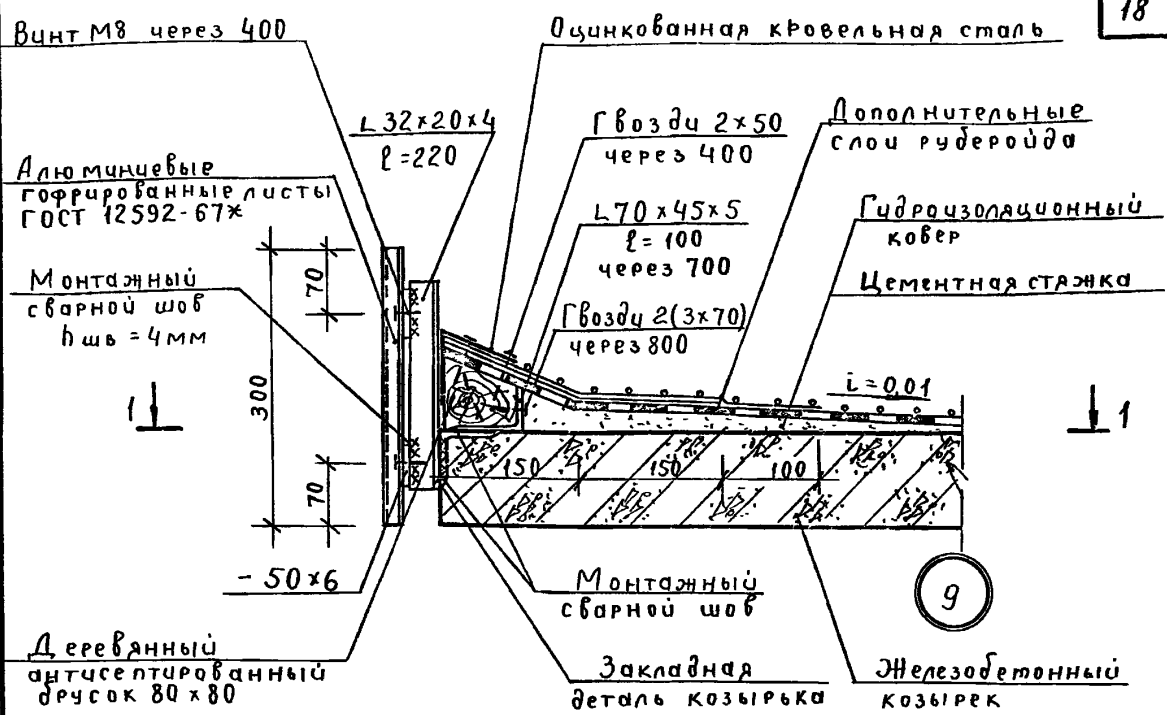 18
Винт М8 через 400
Оцинкованная кровельная сталь
L 32×20×4
ℓ=220
Гвозди 2×50
через 400
Дополнительные
слои рубероида
Алюминиевые
гофрированные листы
ГОСТ 12592-67*
L 70×45×5
ℓ=100
через 700
Гидроизоляционный
ковер
Монтажный
сварной шов
hшв = 4мм
70
Цементная стяжка
Гвозди 2(3×70)
через 800
300
i=0,01
1
1
150
150
100
70
- 50×6
Монтажный
сварной шов
9
Деревянный
антисептированный
брусок 80×80
Закладная
деталь козырька
Железобетонный
козырек